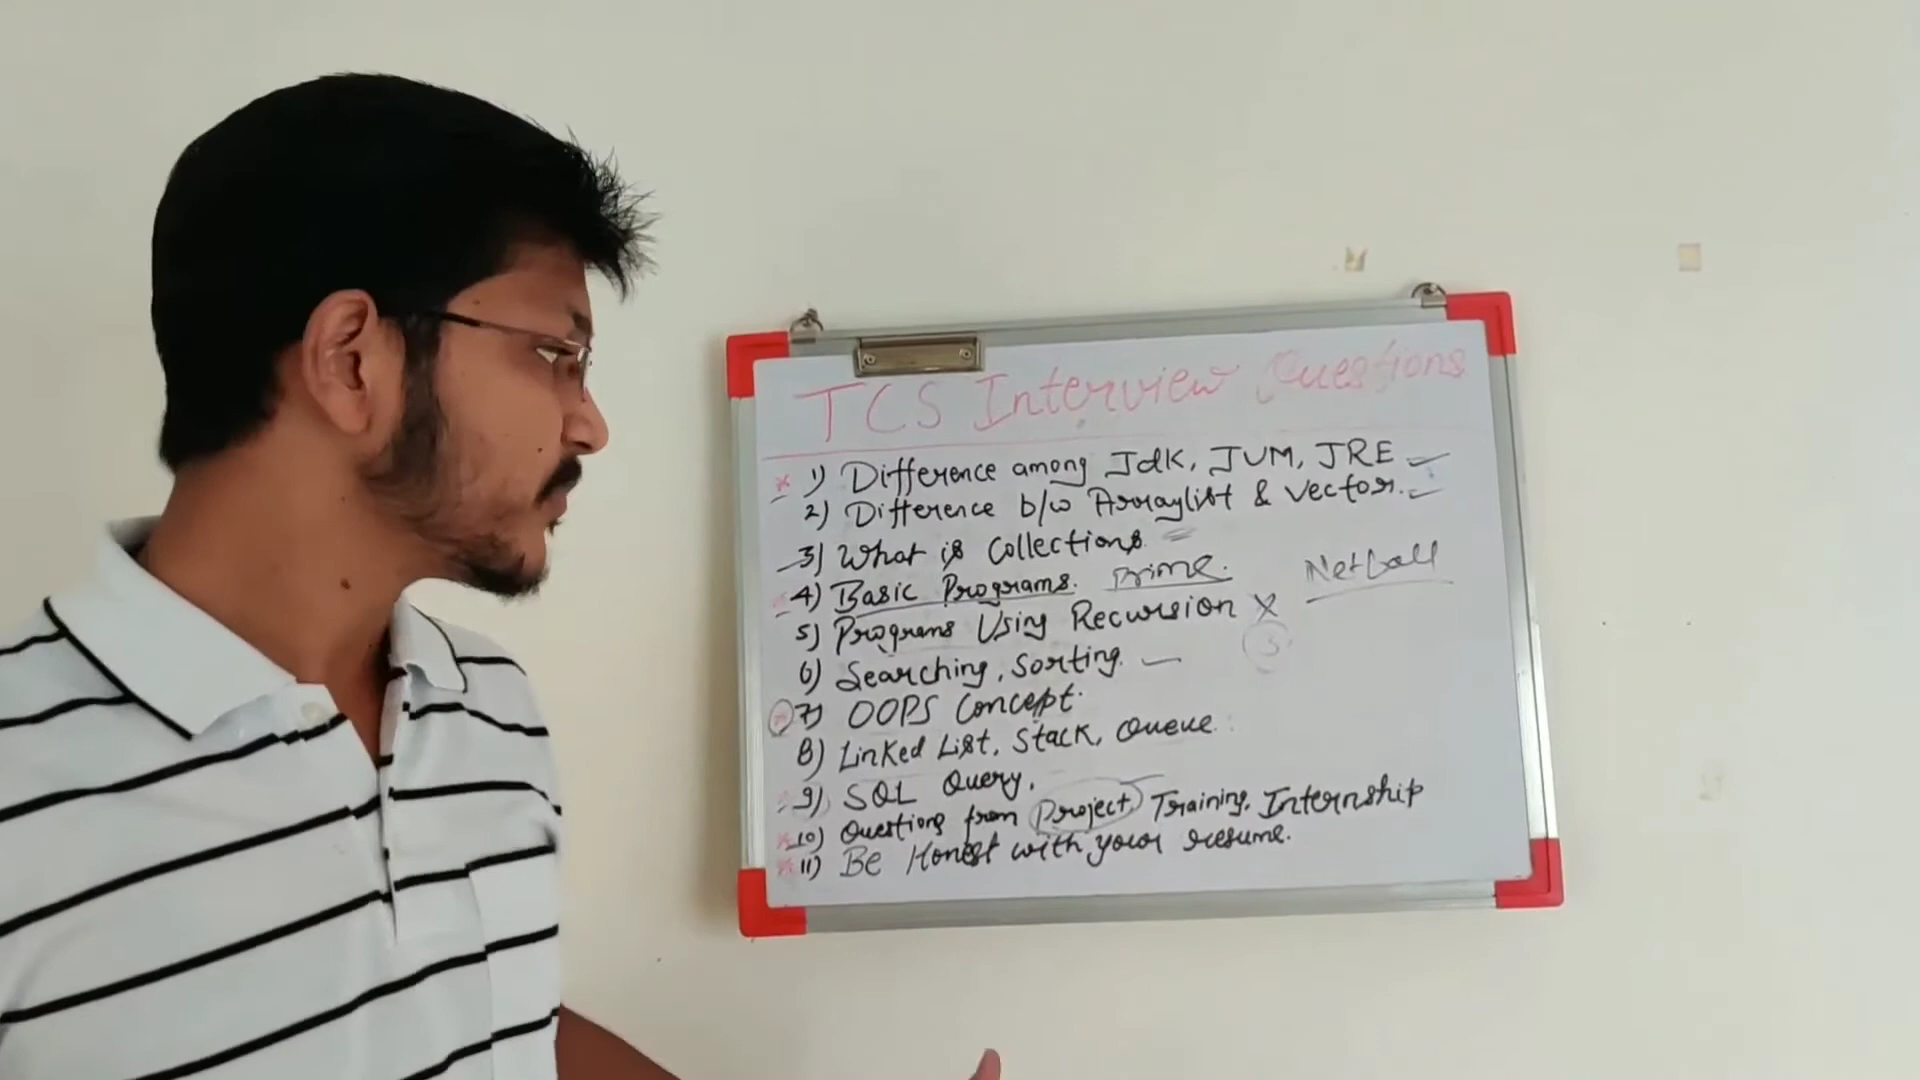 TCS Interview Questions
1) Difference among Jdk, JVM, JRE
2) Difference b/w Arraylist & Vector.
3) What is Collections.
4) Basic Programs. Prime.
Netball
5) Programs Using Recursion X
S
6) Searching, Sorting.
7) OOPS Concept.
8) Linked List, Stack, Queue.
9) SQL Query.
10) Questions from Project, Training, Internship
11) Be Honest with your resume.